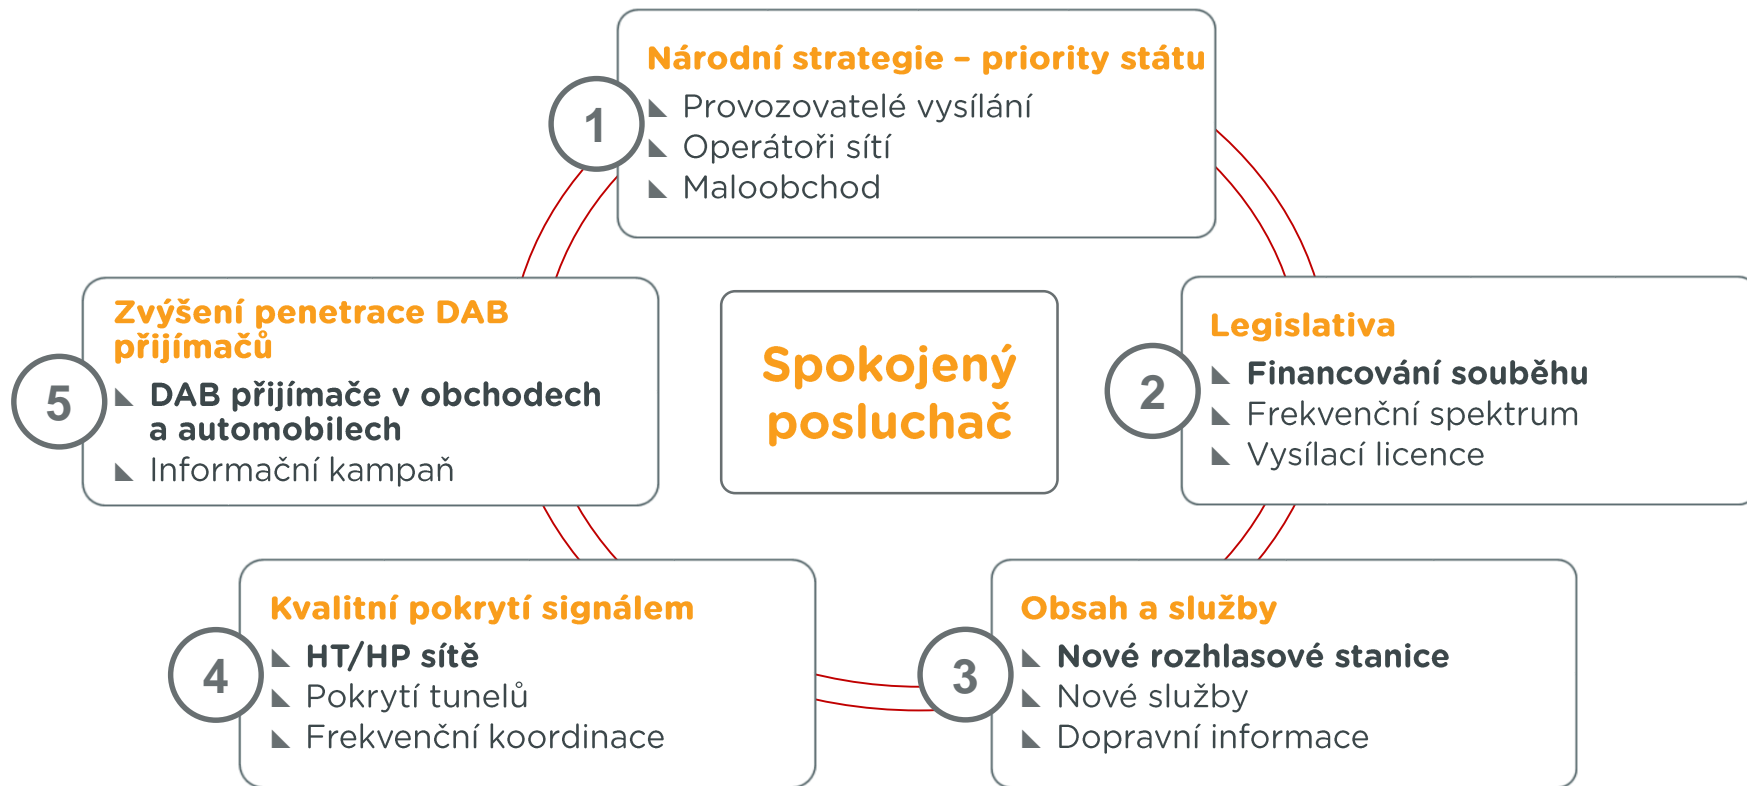 1
Národní strategie – priority státu
Provozovatelé vysílání
Operátoři sítí
Maloobchod
2
Legislativa
Financování souběhu
Frekvenční spektrum
Vysílací licence
3
Obsah a služby
Nové rozhlasové stanice
Nové služby
Dopravní informace
4
Kvalitní pokrytí signálem
HT/HP sítě
Pokrytí tunelů
Frekvenční koordinace
5
Zvýšení penetrace DAB
přijímačů
DAB přijímače v obchodech
a automobilech
Informační kampaň
Spokojený
posluchač